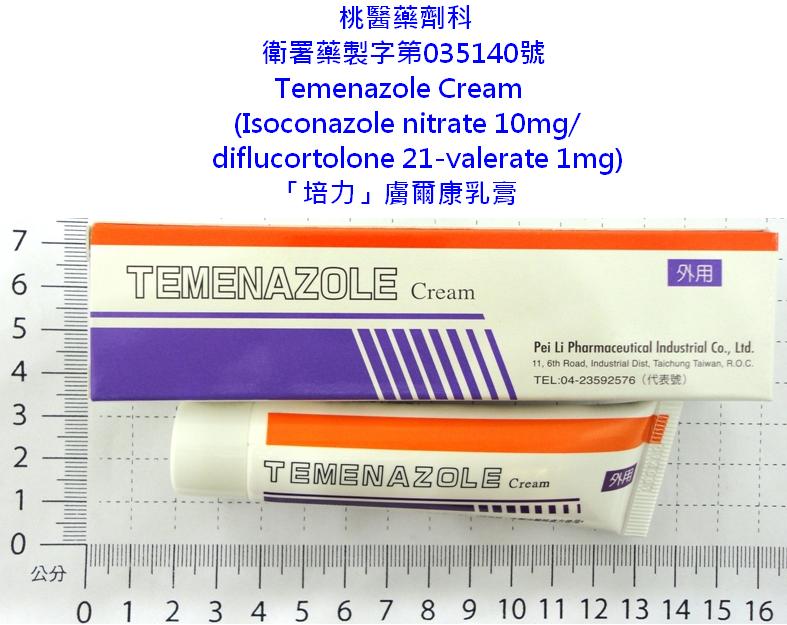 桃醫藥劑科
衛署藥製字第035140號
Temenazole Cream
(Isoconazole nitrate 10mg/
diflucortolone 21-valerate 1mg)
「培力」膚爾康乳膏
7
6
5
4
3
2
1
0
公分
TEMENAZOLE Cream
外用
Pei Li Pharmaceutical Industrial Co., Ltd.
11, 6th Road, Industrial Dist, Taichung Taiwan, R.O.C.
TEL:04-23592576（代表號）
TEMENAZOLE Cream
外用
0 1 2 3 4 5 6 7 8 9 10 11 12 13 14 15 16